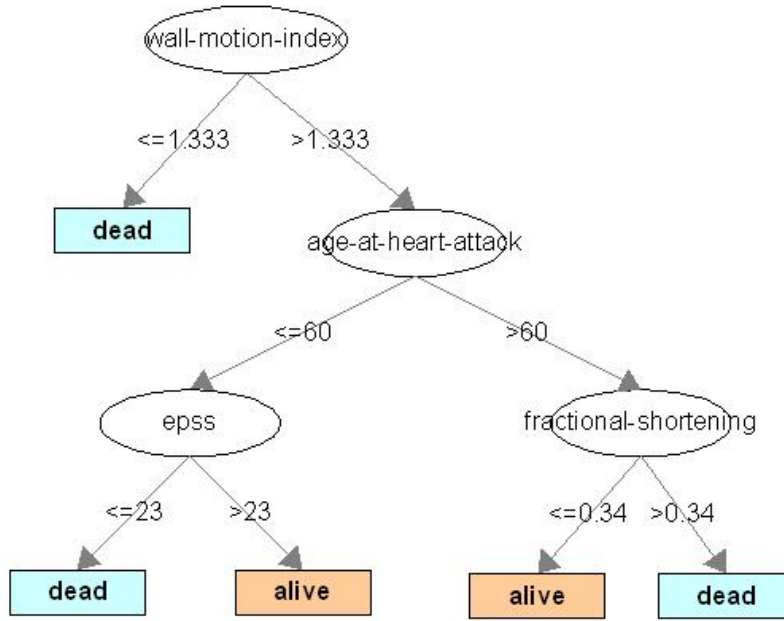 wall-motion-index
<=1.333 >1.333
dead
age-at-heart-attack
<=60 >60
epss fractional-shortening
<=23 >23 <=0.34 >0.34
dead alive alive dead